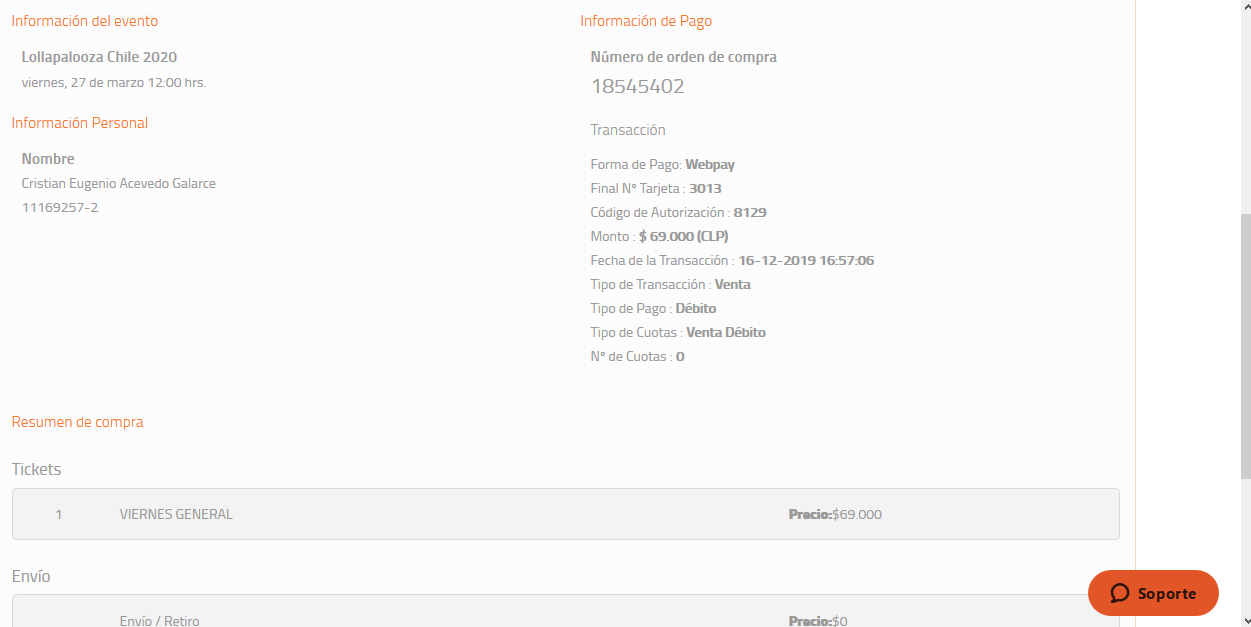 Información del evento
Lollapalooza Chile 2020
viernes, 27 de marzo 12:00 hrs.
Información Personal
Nombre
Cristian Eugenio Acevedo Galarce
11169257-2
Información de Pago
Número de orden de compra
18545402
Transacción
Forma de Pago: Webpay
Final Nº Tarjeta : 3013
Código de Autorización : 8129
Monto : $ 69.000 (CLP)
Fecha de la Transacción : 16-12-2019 16:57:06
Tipo de Transacción : Venta
Tipo de Pago : Débito
Tipo de Cuotas : Venta Débito
Nº de Cuotas : 0
Resumen de compra
Tickets
1 VIERNES GENERAL Precio:$69.000
Envío
Envío / Retiro Precio:$0
Soporte